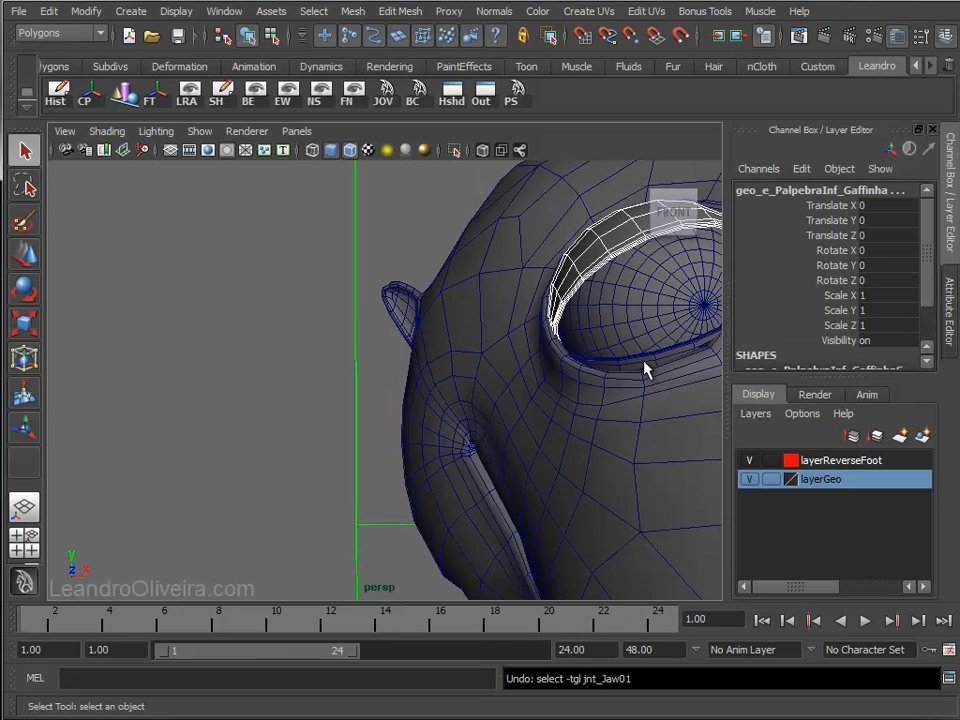 File Edit Modify Create Display Window Assets Select Mesh Edit Mesh Proxy Normals Color Create UVs Edit UVs Bonus Tools Muscle Help
Polygons
olygons Subdivs Deformation Animation Dynamics Rendering PaintEffects Toon Muscle Fluids Fur Hair nCloth Custom Leandro
Hist CP FT LRA SH BE EW NS FN JOV BC Hshd Out PS
View Shading Lighting Show Renderer Panels
Channel Box / Layer Editor
Channels Edit Object Show
geo_e_PalpebraInf_Gaffinha ...
Translate X 0
Translate Y 0
Translate Z 0
Rotate X 0
Rotate Y 0
Rotate Z 0
Scale X 1
Scale Y 1
Scale Z 1
Visibility on
SHAPES
Display Render Anim
Layers Options Help
V layerReverseFoot
V layerGeo
Channel Box / Layer Editor
Attribute Editor
FRONT
y
z x
persp
LeandroOliveira.com
2 4 6 8 10 12 14 16 18 20 22 24
1.00
1.00 1.00 1 24 24.00 48.00 No Anim Layer No Character Set
MEL Undo: select -tgl jnt_Jaw01
Select Tool: select an object